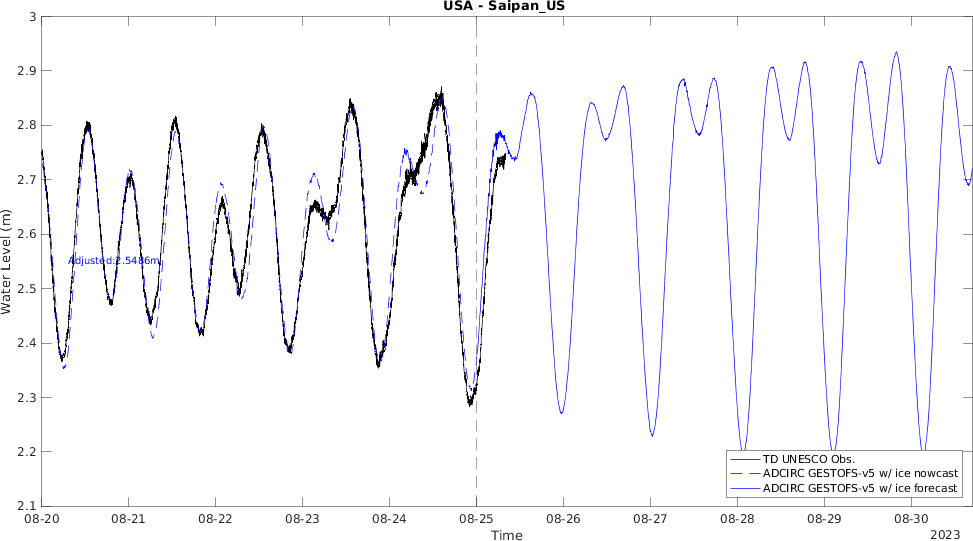 USA - Saipan_US
Water Level (m)
3
2.9
2.8
2.7
2.6
2.5
2.4
2.3
2.2
2.1
Adjusted:2.5486m
TD UNESCO Obs.
ADCIRC GESTOFS-v5 w/ ice nowcast
ADCIRC GESTOFS-v5 w/ ice forecast
08-20 08-21 08-22 08-23 08-24 08-25 08-26 08-27 08-28 08-29 08-30
Time
2023